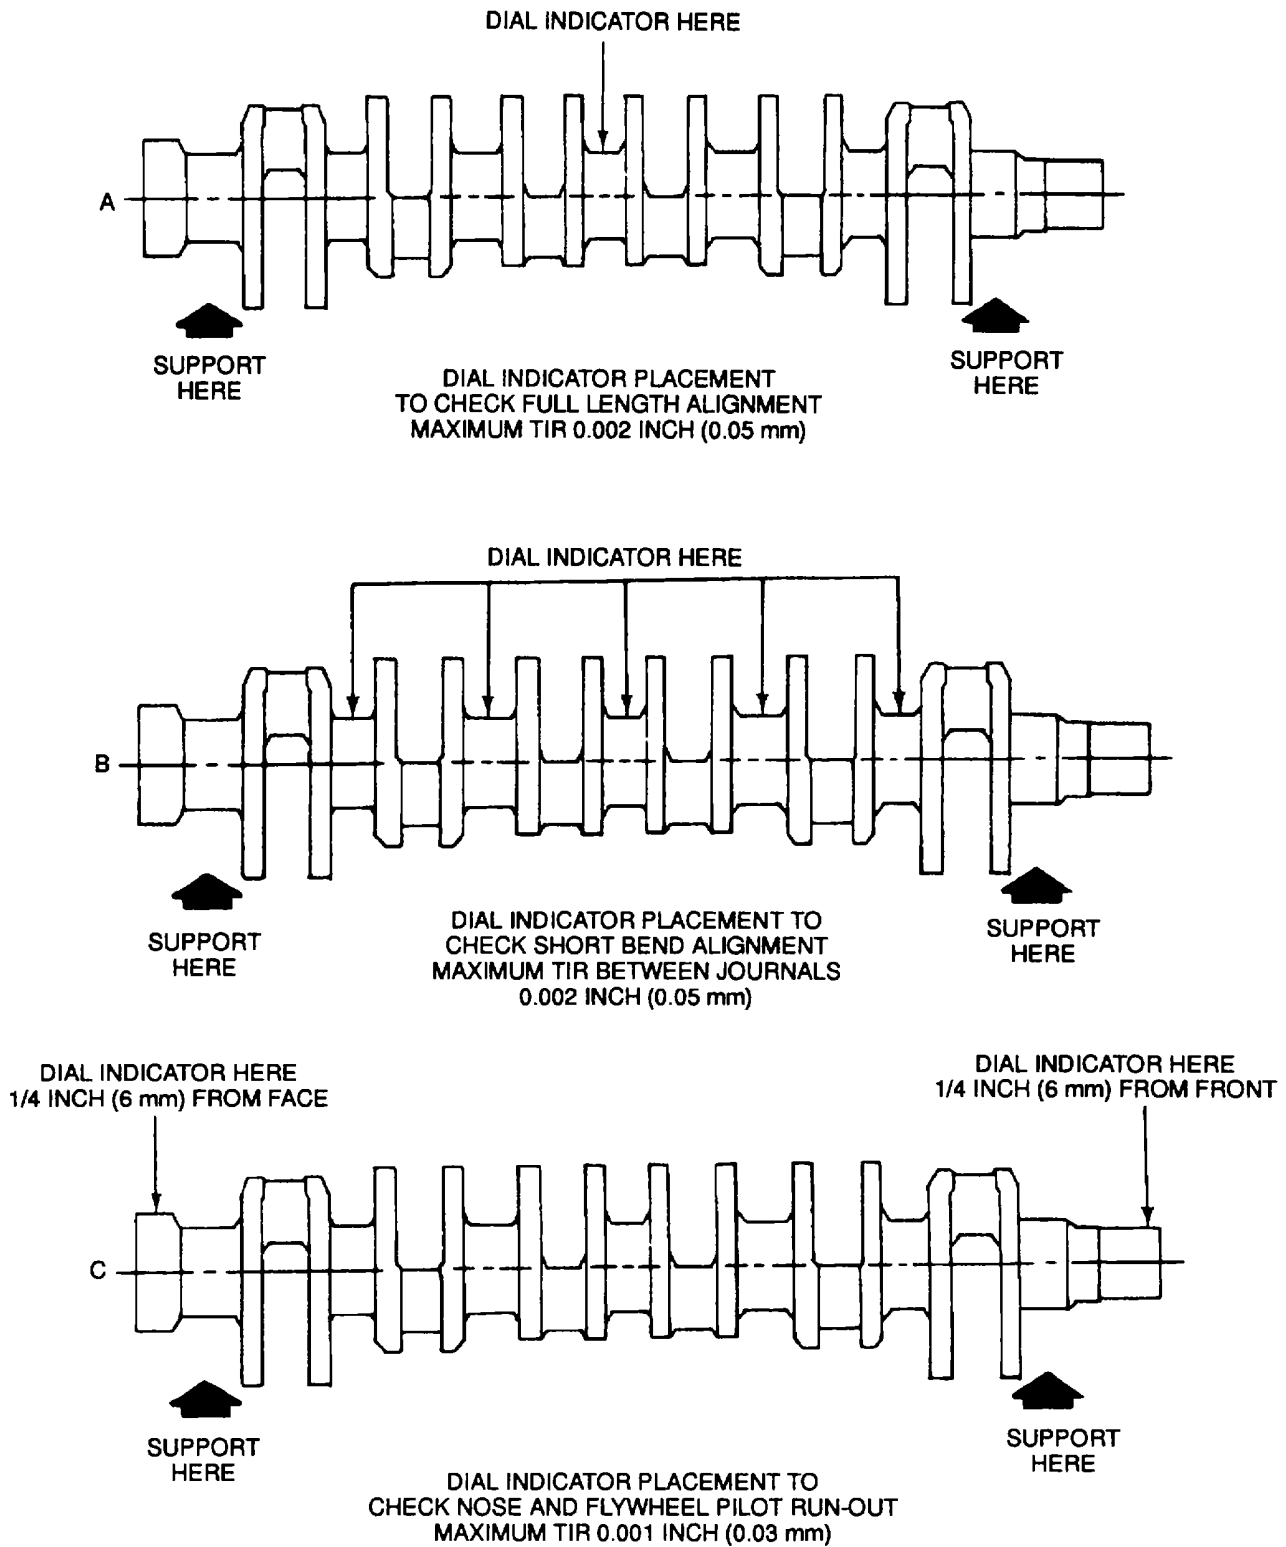 DIAL INDICATOR HERE
A
SUPPORT
HERE
SUPPORT
HERE
DIAL INDICATOR PLACEMENT
TO CHECK FULL LENGTH ALIGNMENT
MAXIMUM TIR 0.002 INCH (0.05 mm)
DIAL INDICATOR HERE
B
SUPPORT
HERE
SUPPORT
HERE
DIAL INDICATOR PLACEMENT TO
CHECK SHORT BEND ALIGNMENT
MAXIMUM TIR BETWEEN JOURNALS
0.002 INCH (0.05 mm)
DIAL INDICATOR HERE
1/4 INCH (6 mm) FROM FACE
DIAL INDICATOR HERE
1/4 INCH (6 mm) FROM FRONT
C
SUPPORT
HERE
SUPPORT
HERE
DIAL INDICATOR PLACEMENT TO
CHECK NOSE AND FLYWHEEL PILOT RUN-OUT
MAXIMUM TIR 0.001 INCH (0.03 mm)